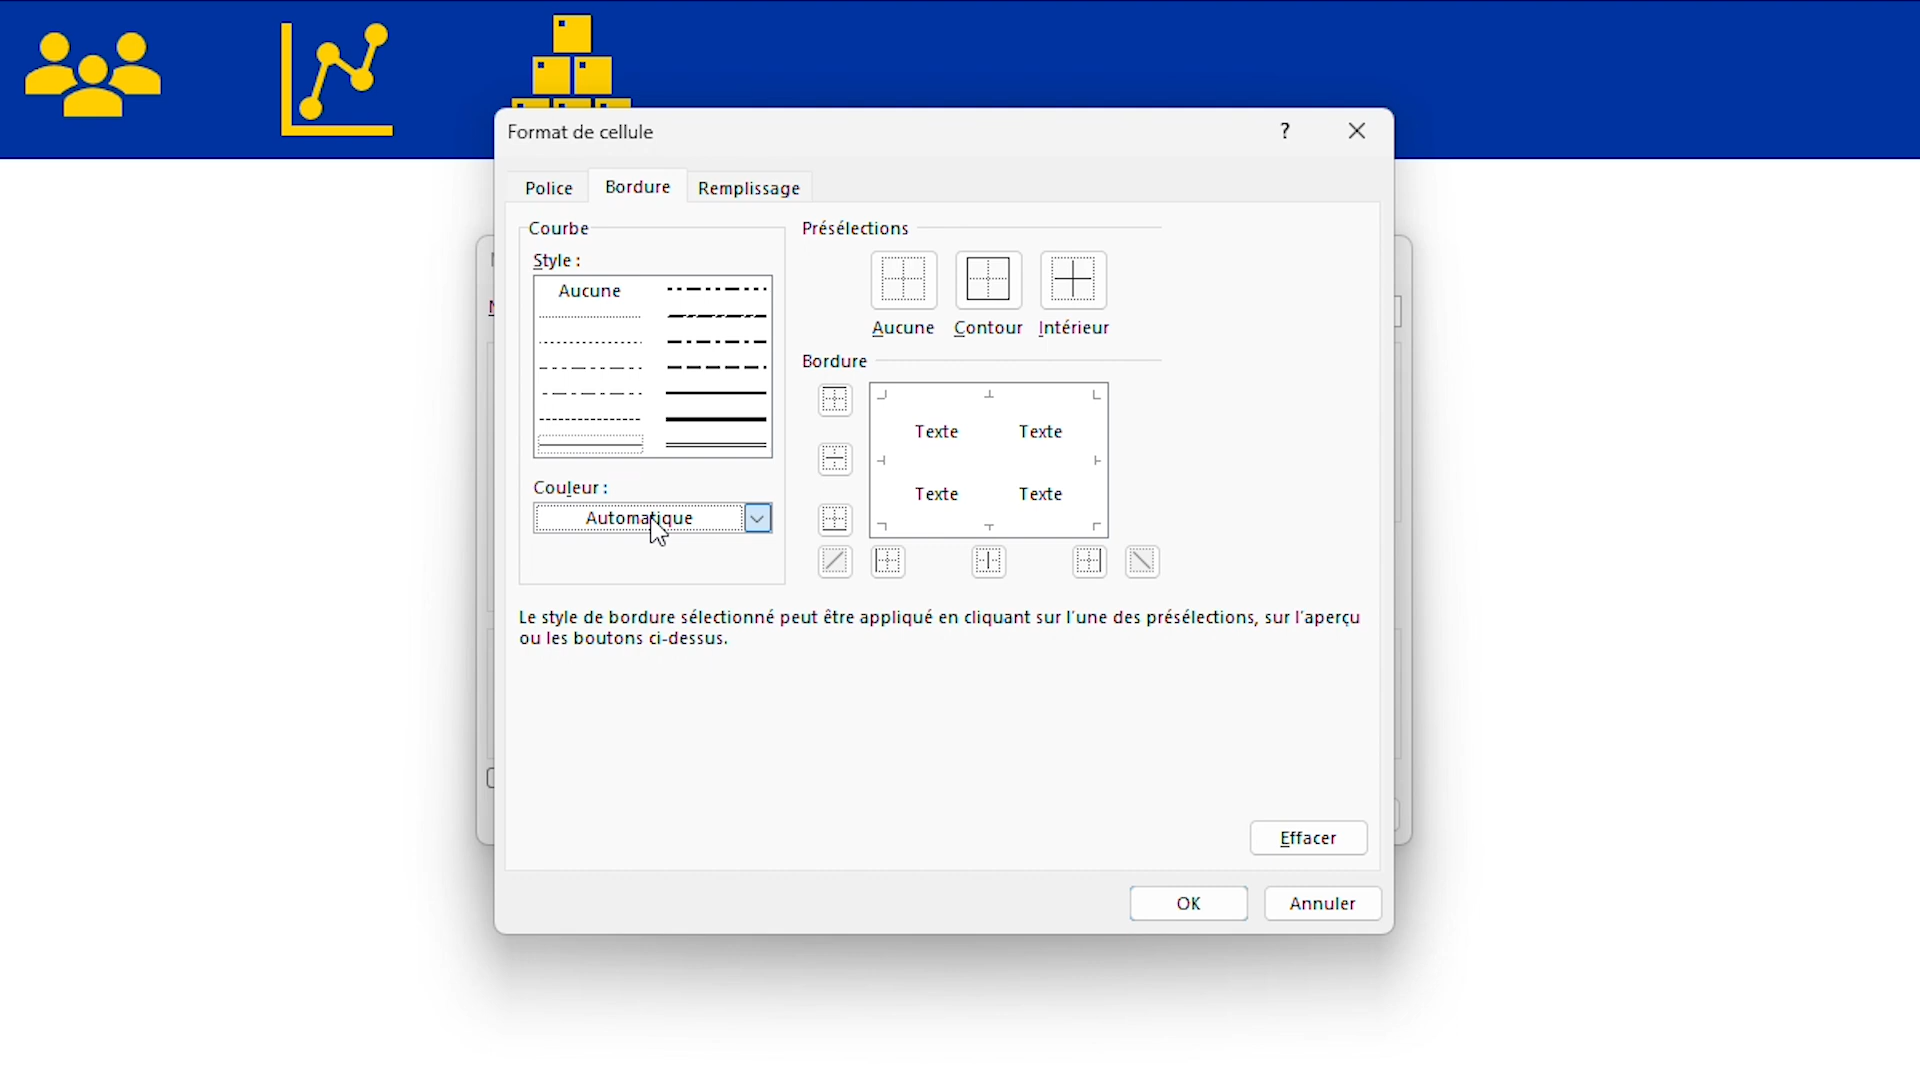 Format de cellule ?
Police Bordure Remplissage
Courbe
Style :
Aucune
Couleur :
Automatique
Présélections
Aucune Contour Intérieur
Bordure
Texte Texte
Texte Texte
Le style de bordure sélectionné peut être appliqué en cliquant sur l'une des présélections, sur l'aperçu
ou les boutons ci-dessus.
Effacer
OK Annuler